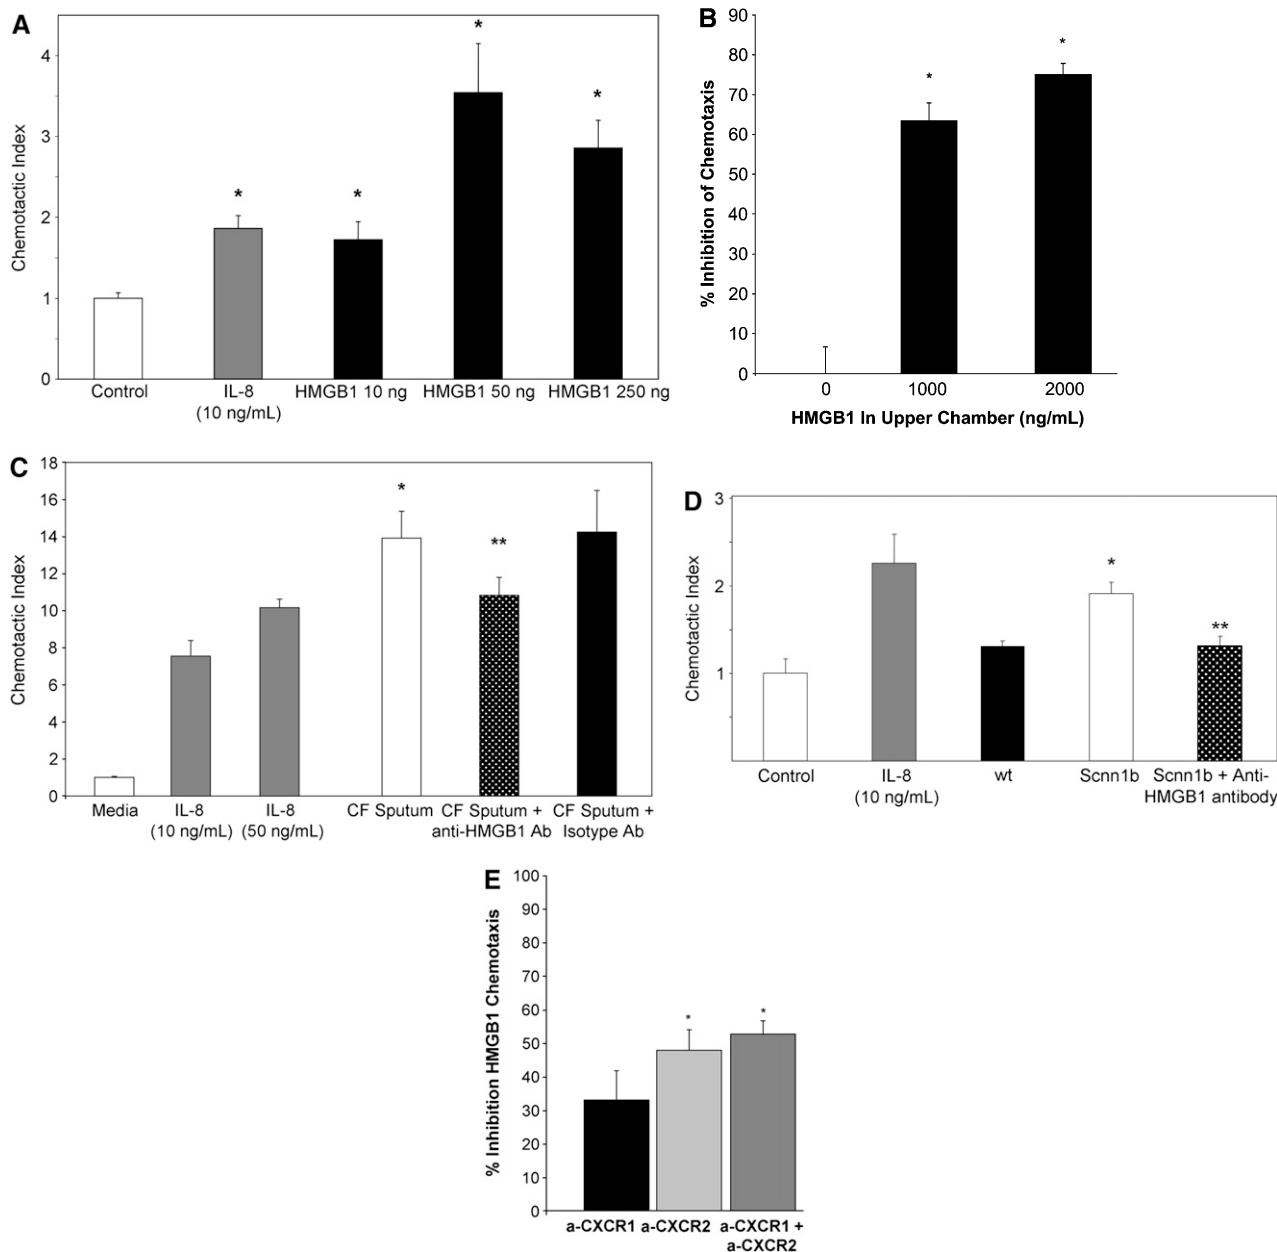 A
Chemotactic Index
4
3
2
1
0
*
*
*
*
Control
IL-8
(10 ng/mL)
HMGB1 10 ng
HMGB1 50 ng
HMGB1 250 ng
B
% Inhibition of Chemotaxis
90
80
70
60
50
40
30
20
10
0
*
*
0
1000
2000
HMGB1 In Upper Chamber (ng/mL)
C
Chemotactic Index
18
16
14
12
10
8
6
4
2
0
*
**
Media
IL-8
(10 ng/mL)
IL-8
(50 ng/mL)
CF Sputum
CF Sputum +
anti-HMGB1 Ab
CF Sputum +
Isotype Ab
D
Chemotactic Index
3
2
1
*
**
Control
IL-8
(10 ng/mL)
wt
Scnn1b
Scnn1b + Anti-
HMGB1 antibody
E
% Inhibition HMGB1 Chemotaxis
100
90
80
70
60
50
40
30
20
10
0
*
*
a-CXCR1
a-CXCR2
a-CXCR1 +
a-CXCR2